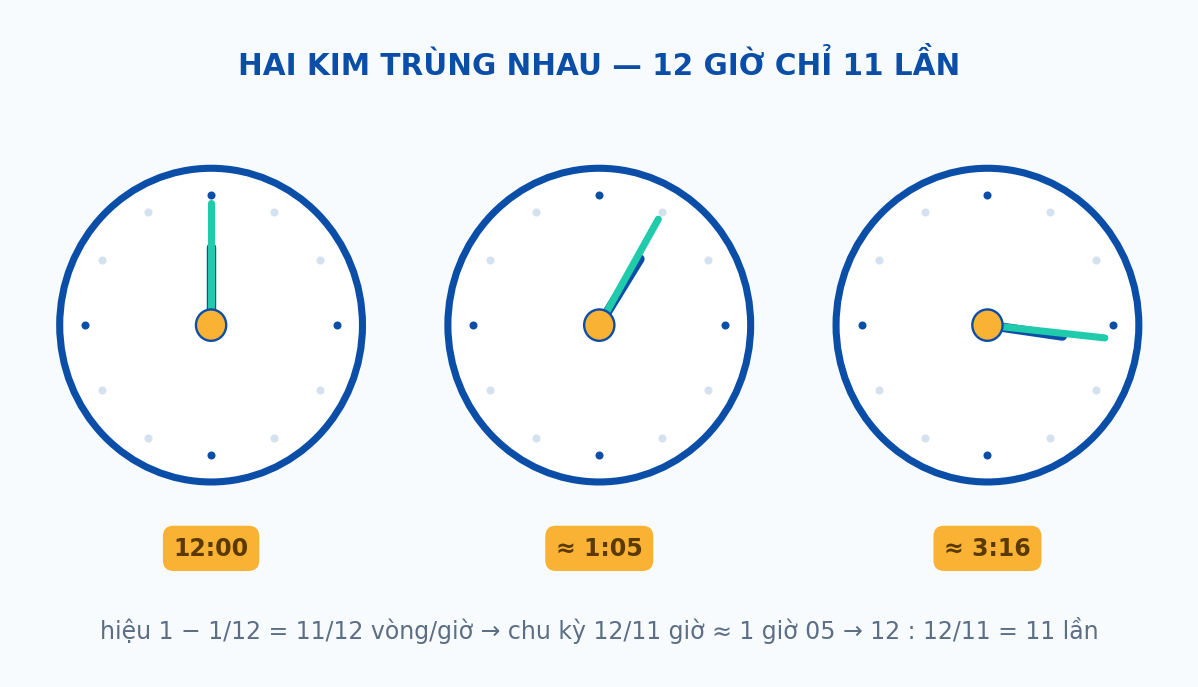 HAI KIM TRÙNG NHAU — 12 GIỜ CHỈ 11 LẦN
12:00
≈ 1:05
≈ 3:16
hiệu 1 − 1/12 = 11/12 vòng/giờ → chu kỳ 12/11 giờ ≈ 1 giờ 05 → 12 : 12/11 = 11 lần